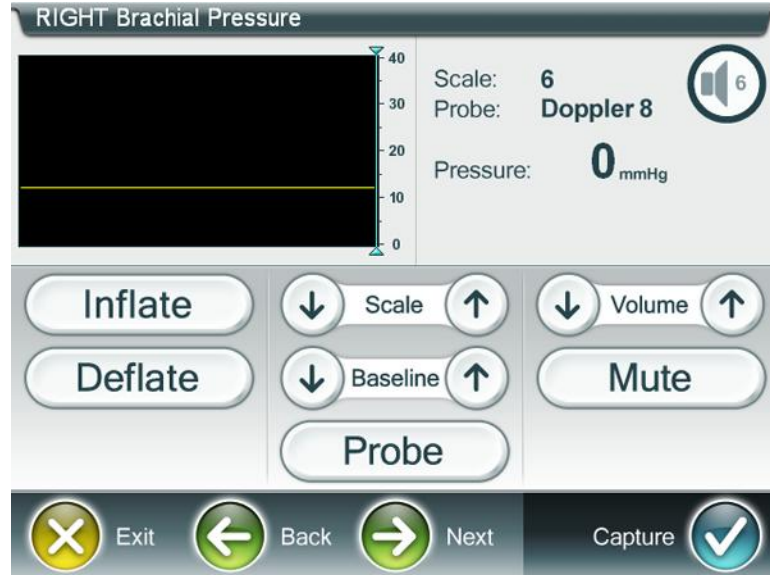 RIGHT Brachial Pressure
40
30
20
10
0
Scale: 6
Probe: Doppler 8
Pressure: 0 mmHg
6
Inflate
Scale
Volume
Deflate
Baseline
Mute
Probe
Exit
Back
Next
Capture